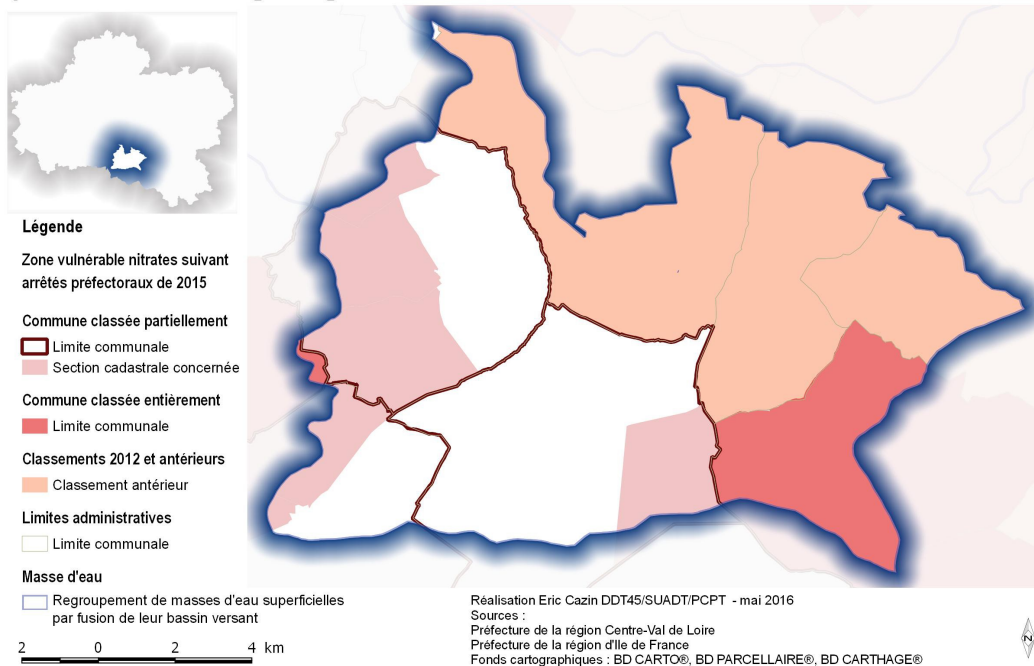 Légende
Zone vulnérable nitrates suivant
arrêtés préfectoraux de 2015
Commune classée partiellement
Limite communale
Section cadastrale concernée
Commune classée entièrement
Limite communale
Classements 2012 et antérieurs
Classement antérieur
Limites administratives
Limite communale
Masse d'eau
Regroupement de masses d'eau superficielles
par fusion de leur bassin versant
2 0 2 4 km
Réalisation Eric Cazin DDT45/SUADT/PCPT - mai 2016
Sources :
Préfecture de la région Centre-Val de Loire
Préfecture de la région d'Ile de France
Fonds cartographiques : BD CARTO®, BD PARCELLAIRE®, BD CARTHAGE®
N